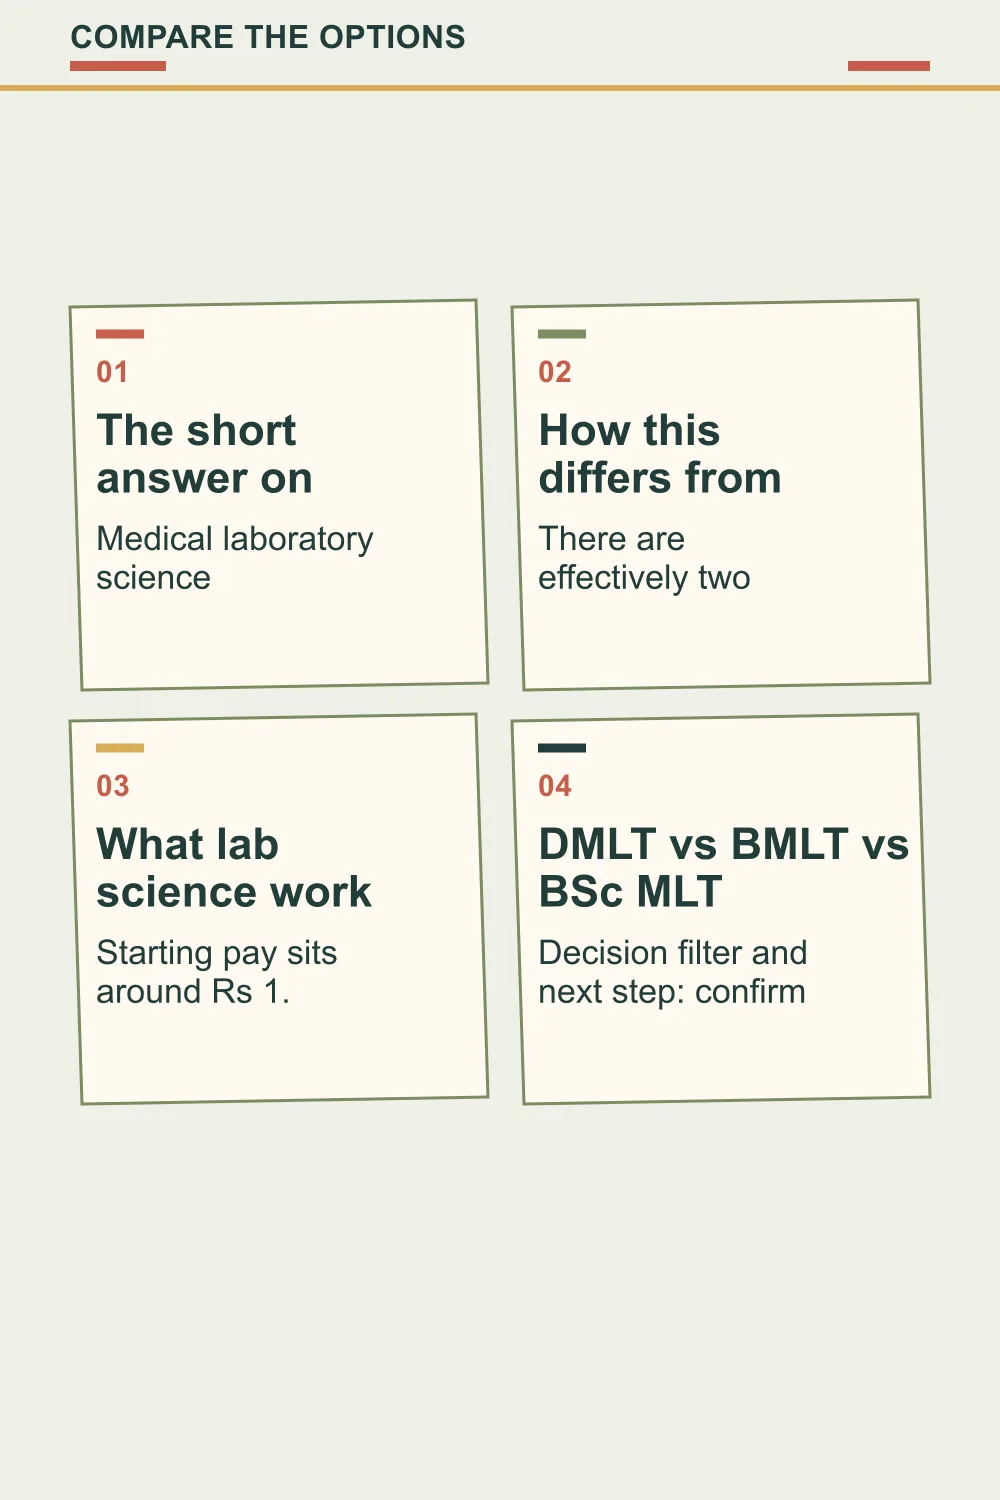 COMPARE THE OPTIONS
01
The short
answer on
Medical laboratory
science
02
How this
differs from
There are
effectively two
03
What lab
science work
Starting pay sits
around Rs 1.
04
DMLT vs BMLT vs
BSc MLT
Decision filter and
next step: confirm